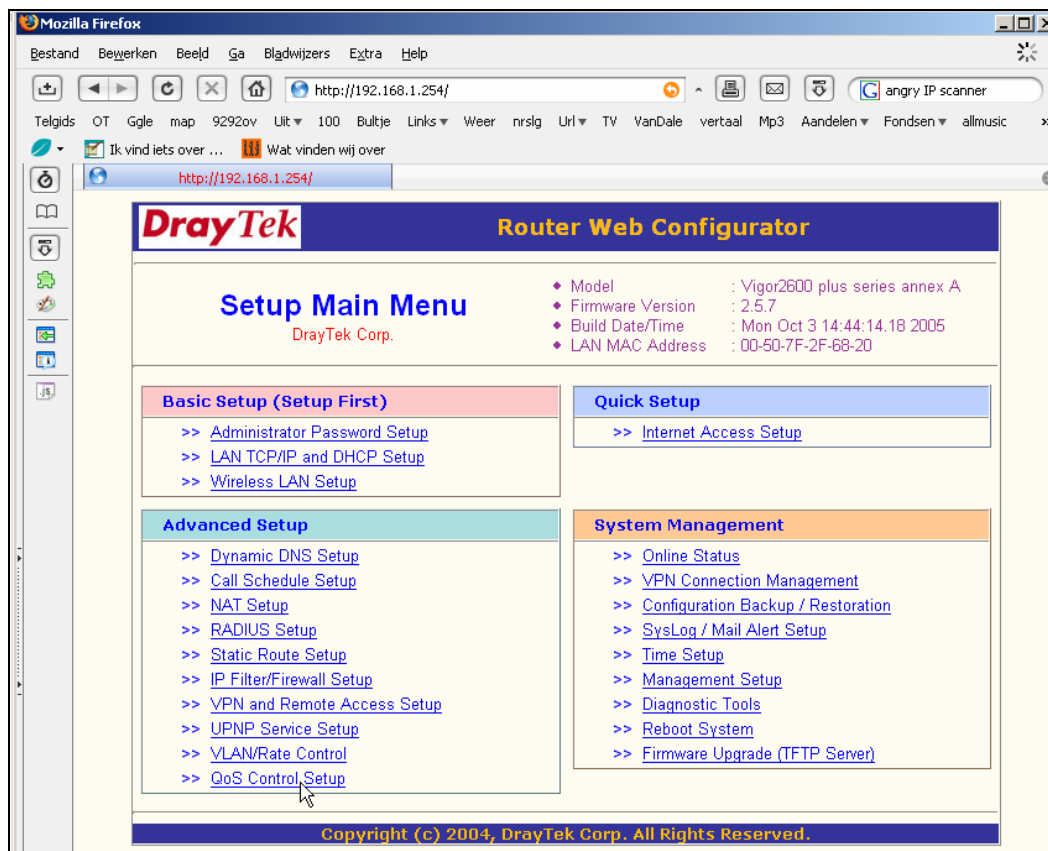 Mozilla Firefox
Bestand Bewerken Beeld Ga Bladwijzers Extra Help
http://192.168.1.254/ G angry IP scanner
Telgids OT Ggle map 9292ov Uit 100 Bultje Links Weer nrslg Url TV VanDale vertaal Mp3 Aandelen Fondsen allmusic »
Ik vind iets over ... Wat vinden wij over
http://192.168.1.254/
DrayTek Router Web Configurator
Setup Main Menu
DrayTek Corp.
Model : Vigor2600 plus series annex A
Firmware Version : 2.5.7
Build Date/Time : Mon Oct 3 14:44:14.18 2005
LAN MAC Address : 00-50-7F-2F-68-20
Basic Setup (Setup First)
>> Administrator Password Setup
>> LAN TCP/IP and DHCP Setup
>> Wireless LAN Setup
Quick Setup
>> Internet Access Setup
Advanced Setup
>> Dynamic DNS Setup
>> Call Schedule Setup
>> NAT Setup
>> RADIUS Setup
>> Static Route Setup
>> IP Filter/Firewall Setup
>> VPN and Remote Access Setup
>> UPNP Service Setup
>> VLAN/Rate Control
>> QoS Control Setup
System Management
>> Online Status
>> VPN Connection Management
>> Configuration Backup / Restoration
>> SysLog / Mail Alert Setup
>> Time Setup
>> Management Setup
>> Diagnostic Tools
>> Reboot System
>> Firmware Upgrade (TFTP Server)
.js
Copyright (c) 2004, DrayTek Corp. All Rights Reserved.